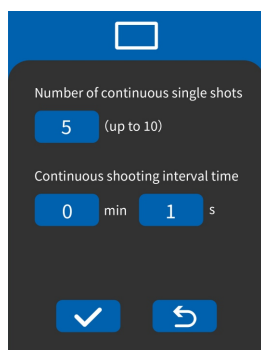 Number of continuous single shots
5 (up to 10)
Continuous shooting interval time
0 min 1 s